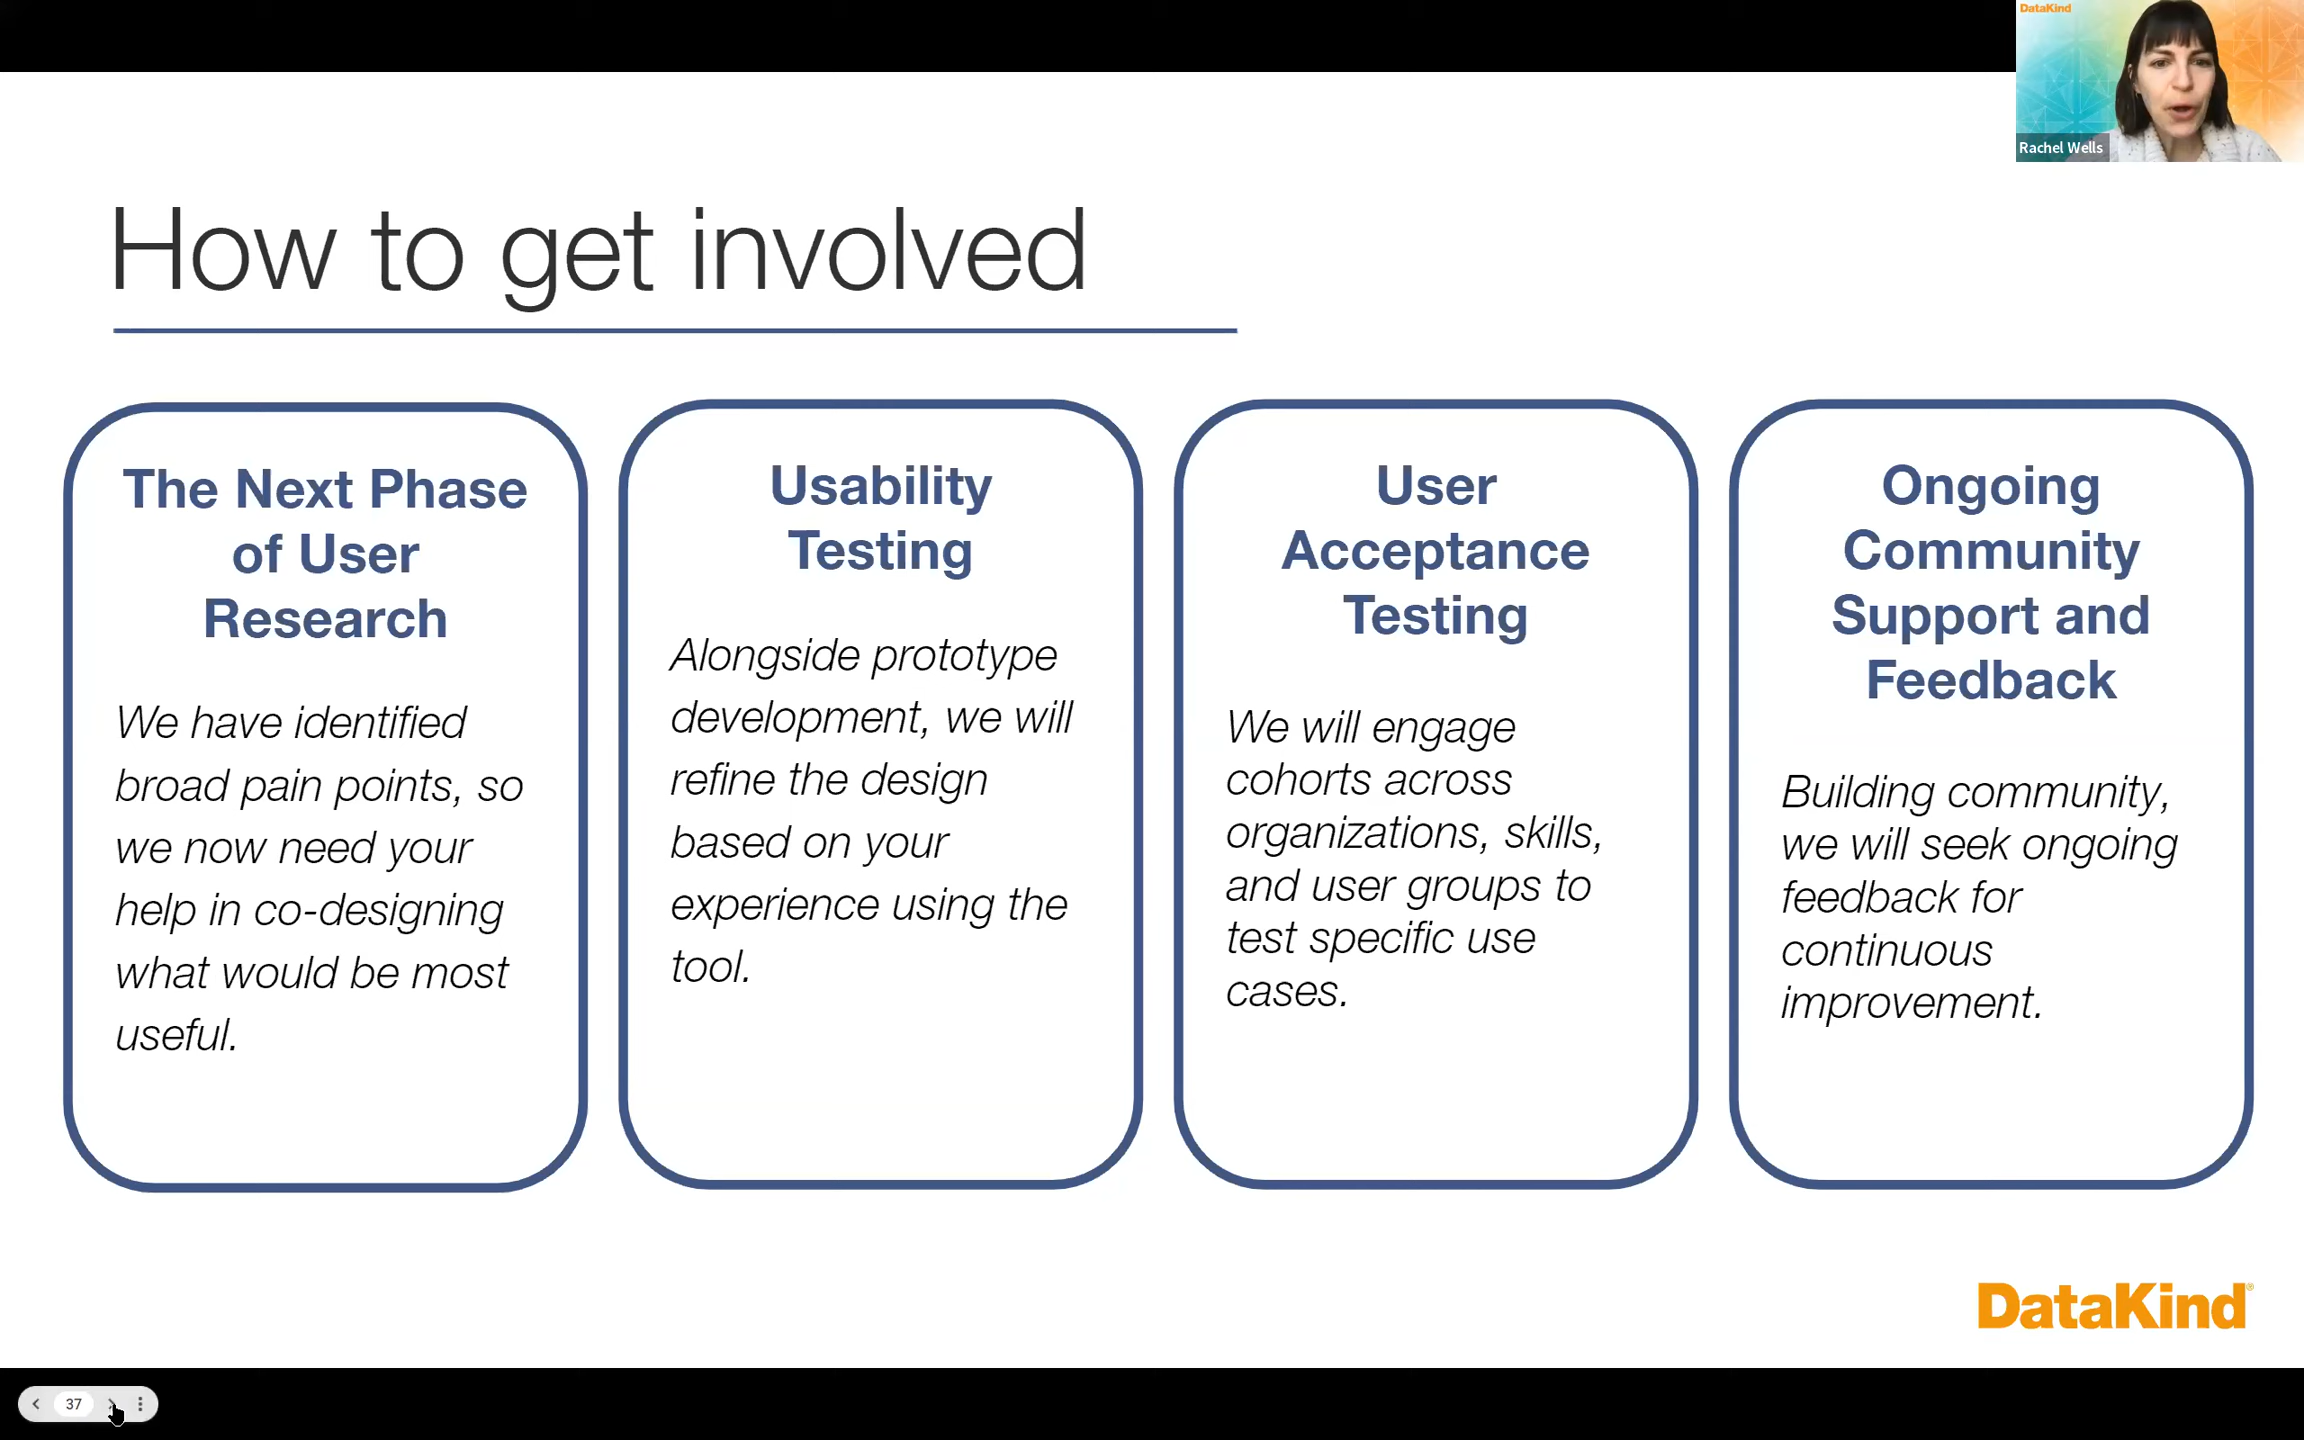 DataKind
Rachel Wells
How to get involved
The Next Phase
of User
Research
We have identified
broad pain points, so
we now need your
help in co-designing
what would be most
useful.
Usability
Testing
Alongside prototype
development, we will
refine the design
based on your
experience using the
tool.
User
Acceptance
Testing
We will engage
cohorts across
organizations, skills,
and user groups to
test specific use
cases.
Ongoing
Community
Support and
Feedback
Building community,
we will seek ongoing
feedback for
continuous
improvement.
DataKind®
37